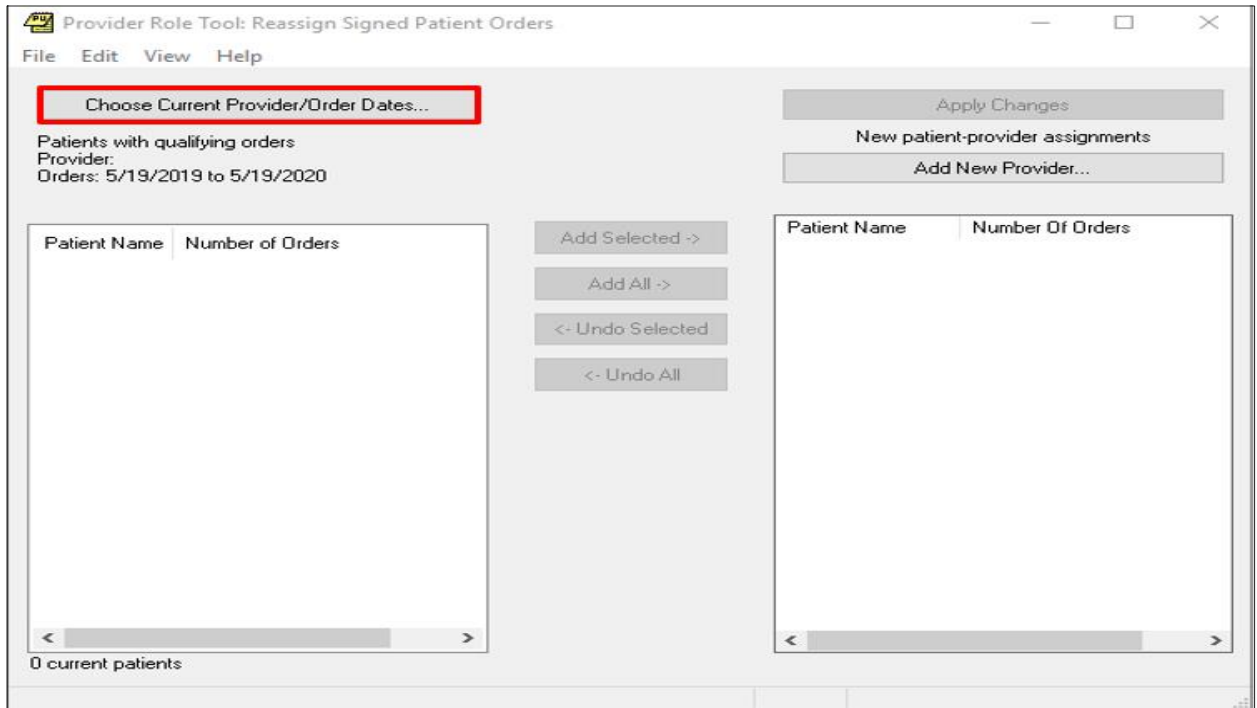 Provider Role Tool: Reassign Signed Patient Orders
File Edit View Help
Choose Current Provider/Order Dates...
Patients with qualifying orders
Provider:
Orders: 5/19/2019 to 5/19/2020
Patient Name Number of Orders
0 current patients
Add Selected ->
Add All ->
<- Undo Selected
<- Undo All
Apply Changes
New patient-provider assignments
Add New Provider...
Patient Name Number Of Orders